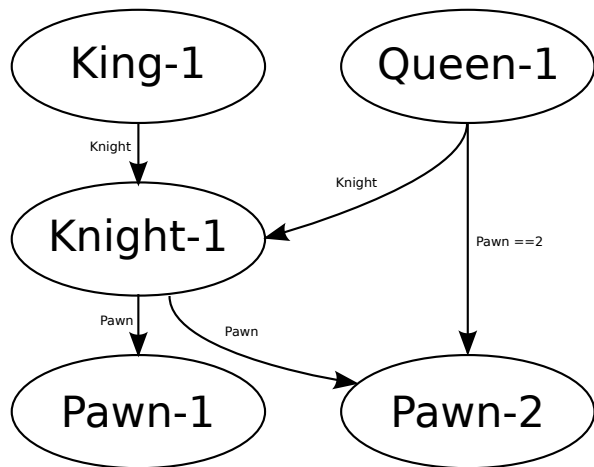 King-1
Queen-1
Knight
Knight
Knight-1
Pawn ==2
Pawn
Pawn
Pawn-1
Pawn-2